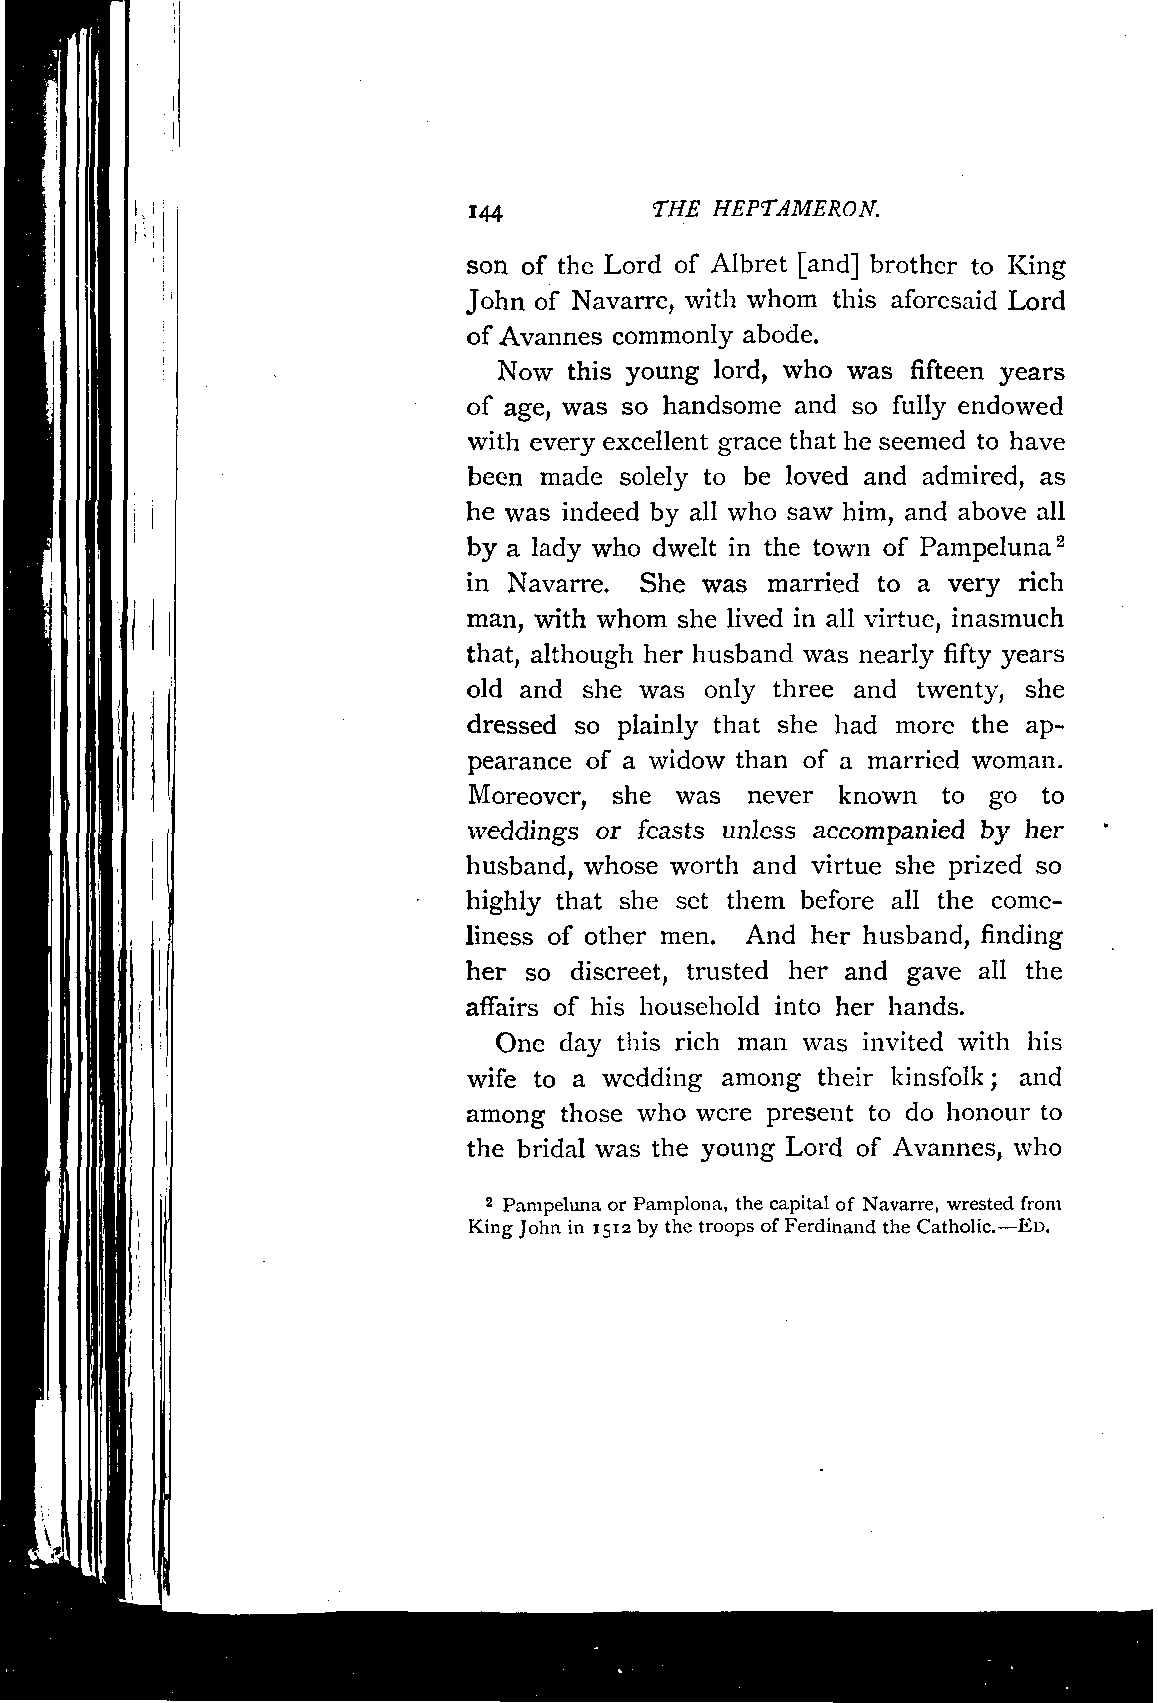 144 THE HEPTAMERON.
son of the Lord of Albret [and] brother to King
John of Navarre, with whom this aforesaid Lord
of Avannes commonly abode.
Now this young lord, who was fifteen years
of age, was so handsome and so fully endowed
with every excellent grace that he seemed to have
been made solely to be loved and admired, as
he was indeed by all who saw him, and above all
by a lady who dwelt in the town of Pampeluna²
in Navarre. She was married to a very rich
man, with whom she lived in all virtue, inasmuch
that, although her husband was nearly fifty years
old and she was only three and twenty, she
dressed so plainly that she had more the ap-
pearance of a widow than of a married woman.
Moreover, she was never known to go to
weddings or feasts unless accompanied by her
husband, whose worth and virtue she prized so
highly that she set them before all the come-
liness of other men. And her husband, finding
her so discreet, trusted her and gave all the
affairs of his household into her hands.
One day this rich man was invited with his
wife to a wedding among their kinsfolk; and
among those who were present to do honour to
the bridal was the young Lord of Avannes, who
² Pampeluna or Pamplona, the capital of Navarre, wrested from
King John in 1512 by the troops of Ferdinand the Catholic.—ED.